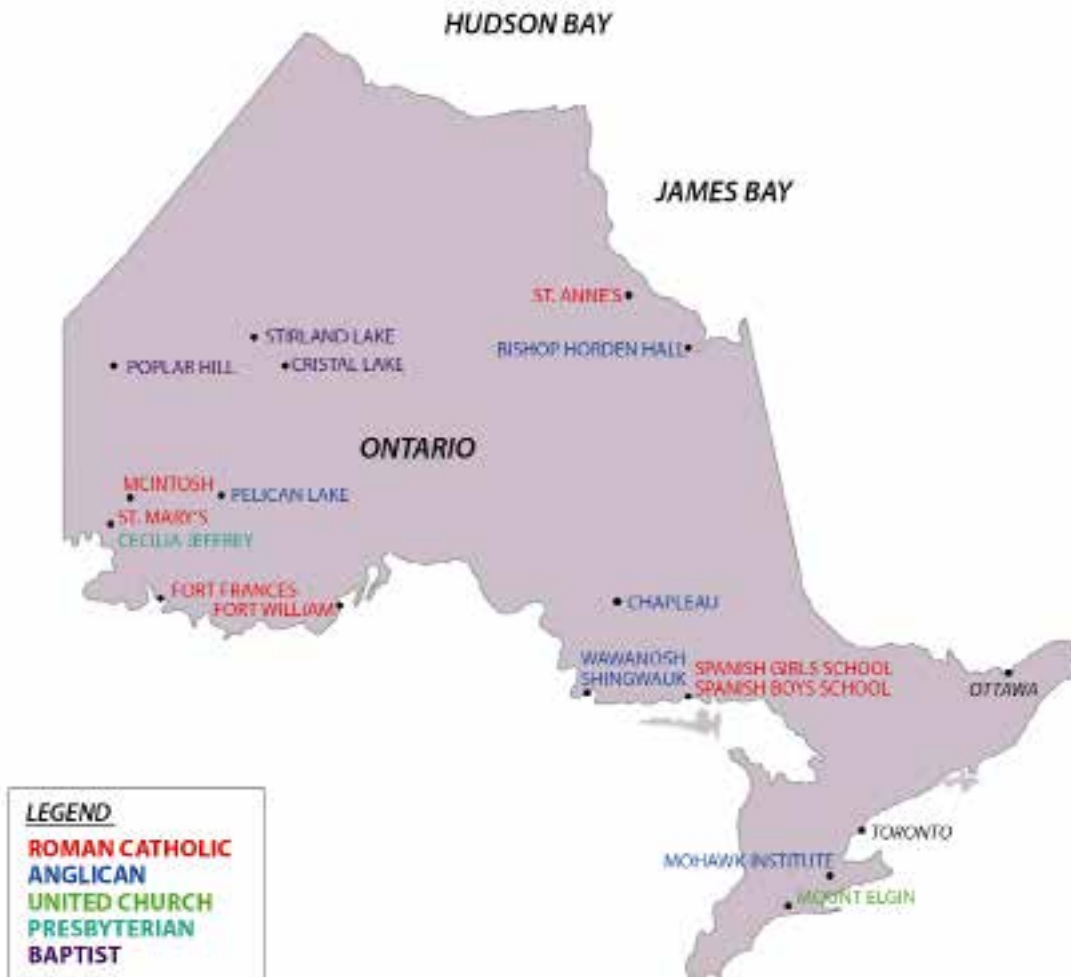 HUDSON BAY
JAMES BAY
ST. ANNE'S
STIRLAND LAKE
BISHOP HORDEN HALL
POPLAR HILL
CRISTAL LAKE
ONTARIO
MCINTOSH
PELICAN LAKE
ST. MARY'S
CECILIA JEFFREY
FORT FRANCES
FORT WILLIAM
CHAPLEAU
WAWANOSH
SHINGWAUK
SPANISH GIRLS SCHOOL
SPANISH BOYS SCHOOL
OTTAWA
TORONTO
MOHAWK INSTITUTE
MOUNT ELGIN
LEGEND
ROMAN CATHOLIC
ANGLICAN
UNITED CHURCH
PRESBYTERIAN
BAPTIST